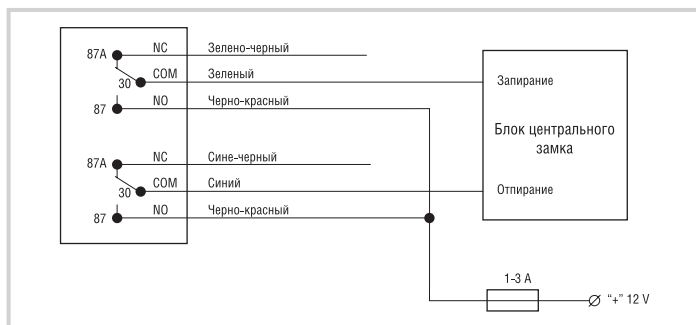 87A NC Зелено-черный
30 COM Зеленый Запирание
87 NO Черно-красный
Блок центрального
замка
87A NC Сине-черный
30 COM Синий Отпирание
87 NO Черно-красный
1-3 A
"+" 12 V